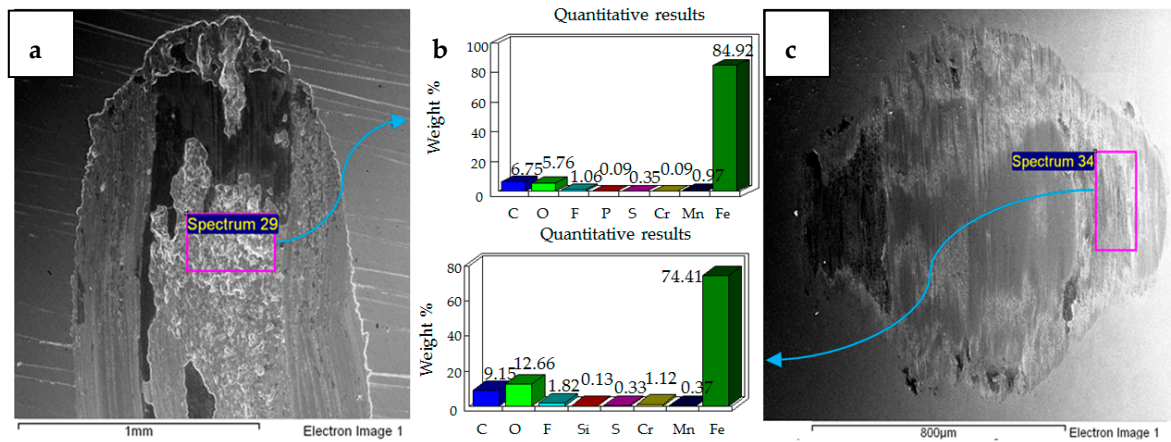 a
Spectrum 29
1mm
Electron Image 1
b
Quantitative results
Weight %
100
80
60
40
20
0
6.75
5.76
1.06
0.09
0.35
0.09
0.97
84.92
C O F P S Cr Mn Fe
Quantitative results
Weight %
80
60
40
20
0
9.15
12.66
1.82
0.13
0.33
1.12
0.37
74.41
C O F Si S Cr Mn Fe
c
Spectrum 34
800µm
Electron Image 1